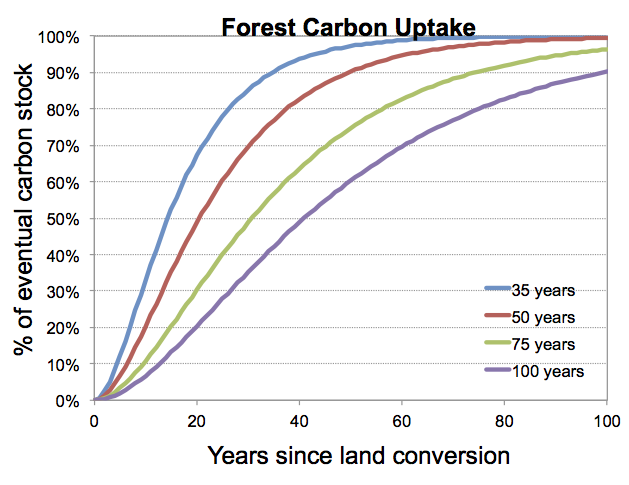 Forest Carbon Uptake
% of eventual carbon stock
100%
90%
80%
70%
60%
50%
40%
30%
20%
10%
0%
35 years
50 years
75 years
100 years
0 20 40 60 80 100
Years since land conversion